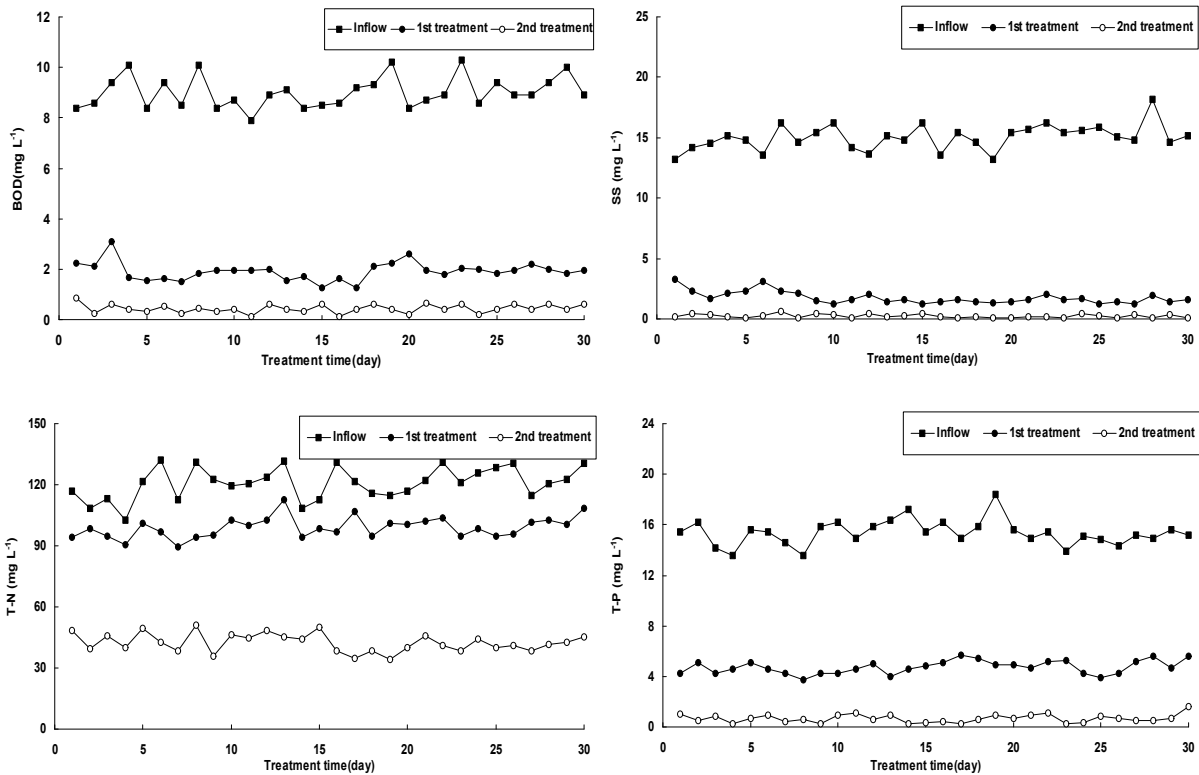 12
10
8
6
4
2
0
BOD(mg L-1)
Inflow 1st treatment 2nd treatment
0 5 10 15 20 25 30
Treatment time(day)
25
20
15
10
5
0
SS (mg L-1)
Inflow 1st treatment 2nd treatment
0 5 10 15 20 25 30
Treatment time(day)
150
120
90
60
30
0
T-N (mg L-1)
Inflow 1st treatment 2nd treatment
0 5 10 15 20 25 30
Treatment time(day)
24
20
16
12
8
4
0
T-P (mg L-1)
Inflow 1st treatment 2nd treatment
0 5 10 15 20 25 30
Treatment time(day)